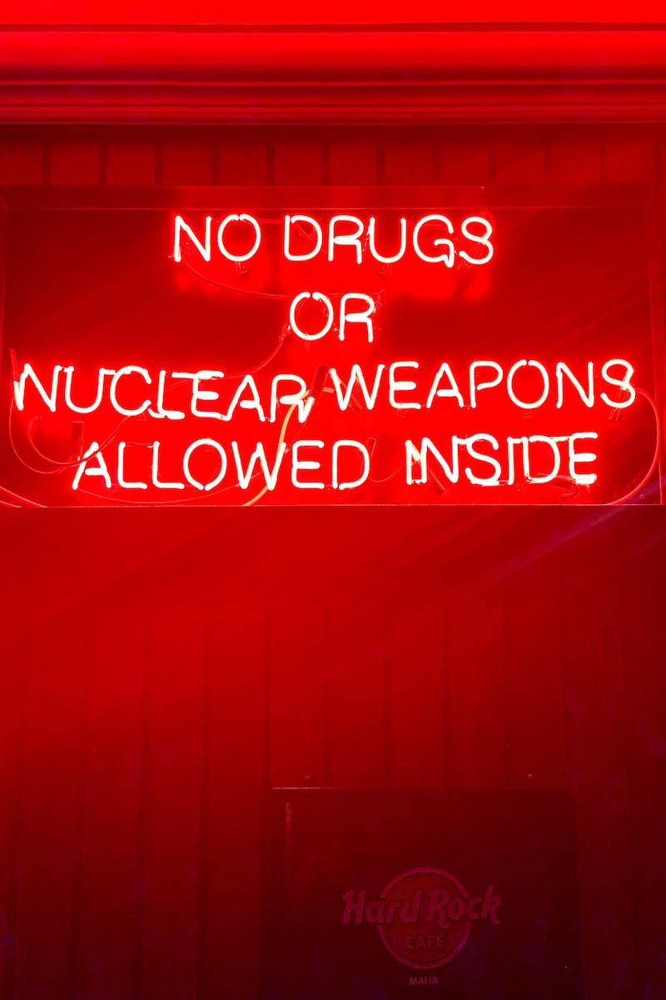 NO DRUGS
OR
NUCLEAR WEAPONS
ALLOWED INSIDE
Hard Rock
CAFE
MALTA